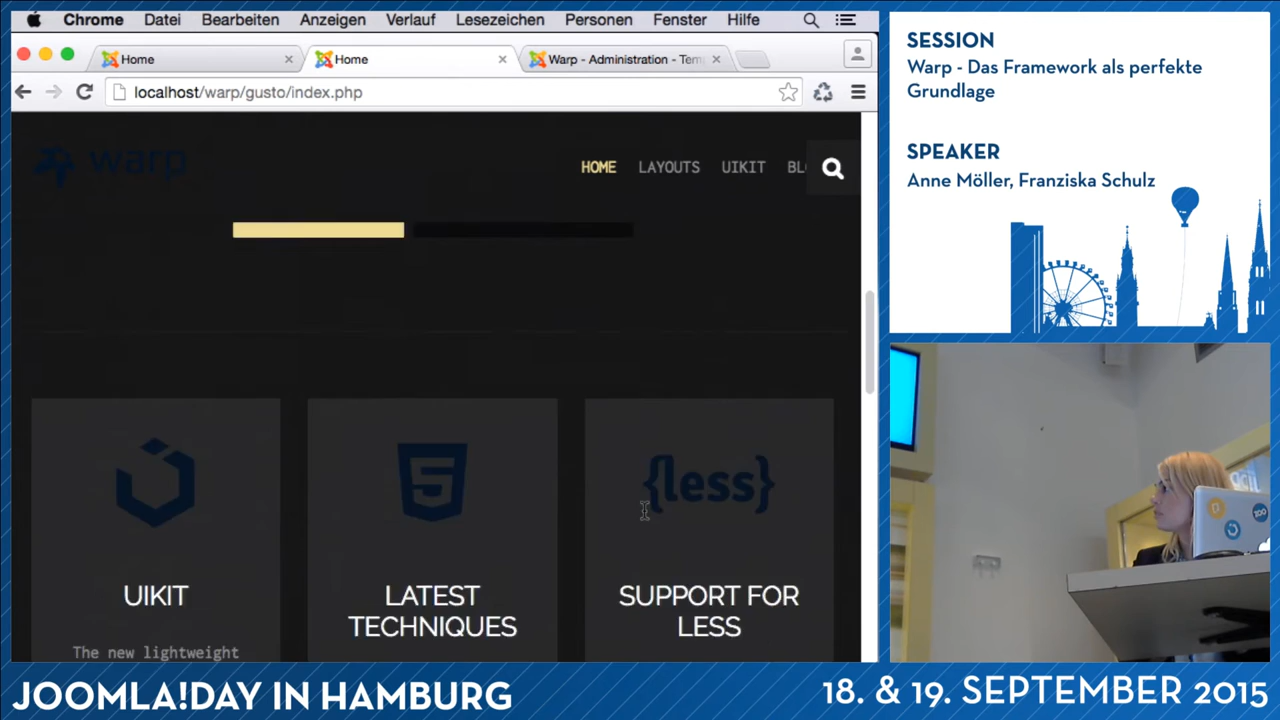 Chrome Datei Bearbeiten Anzeigen Verlauf Lesezeichen Personen Fenster Hilfe
Home
Home
Warp - Administration - Tem
localhost/warp/gusto/index.php
warp
HOME LAYOUTS UIKIT BL
5
{less}
UIKIT
LATEST
TECHNIQUES
SUPPORT FOR
LESS
The new lightweight
SESSION
Warp - Das Framework als perfekte
Grundlage
SPEAKER
Anne Möller, Franziska Schulz
JOOMLA!DAY IN HAMBURG
18. & 19. SEPTEMBER 2015